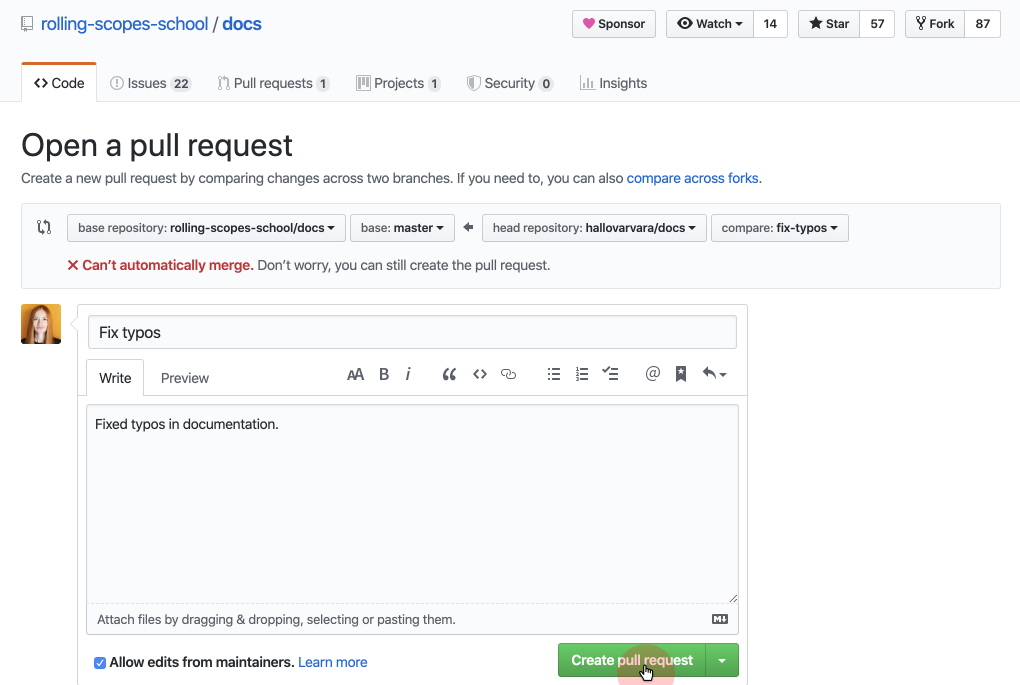 rolling-scopes-school / docs
Sponsor
Watch
14
Star
57
Fork
87
Code
Issues 22
Pull requests 1
Projects 1
Security 0
Insights
Open a pull request
Create a new pull request by comparing changes across two branches. If you need to, you can also compare across forks.
base repository: rolling-scopes-school/docs
base: master
head repository: hallovarvara/docs
compare: fix-typos
Can’t automatically merge. Don’t worry, you can still create the pull request.
Fix typos
Write
Preview
AA B i
@
Fixed typos in documentation.
Attach files by dragging & dropping, selecting or pasting them.
Allow edits from maintainers. Learn more
Create pull request